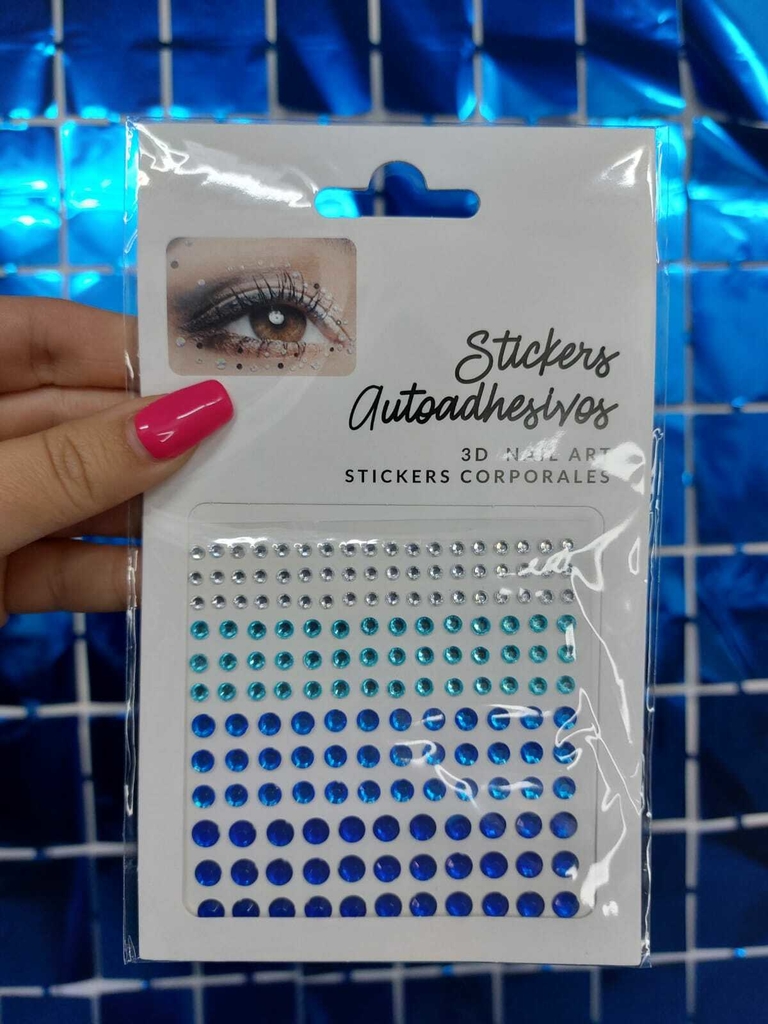 Stickers
Autoadhesivos
3D NAIL ART
STICKERS CORPORALES